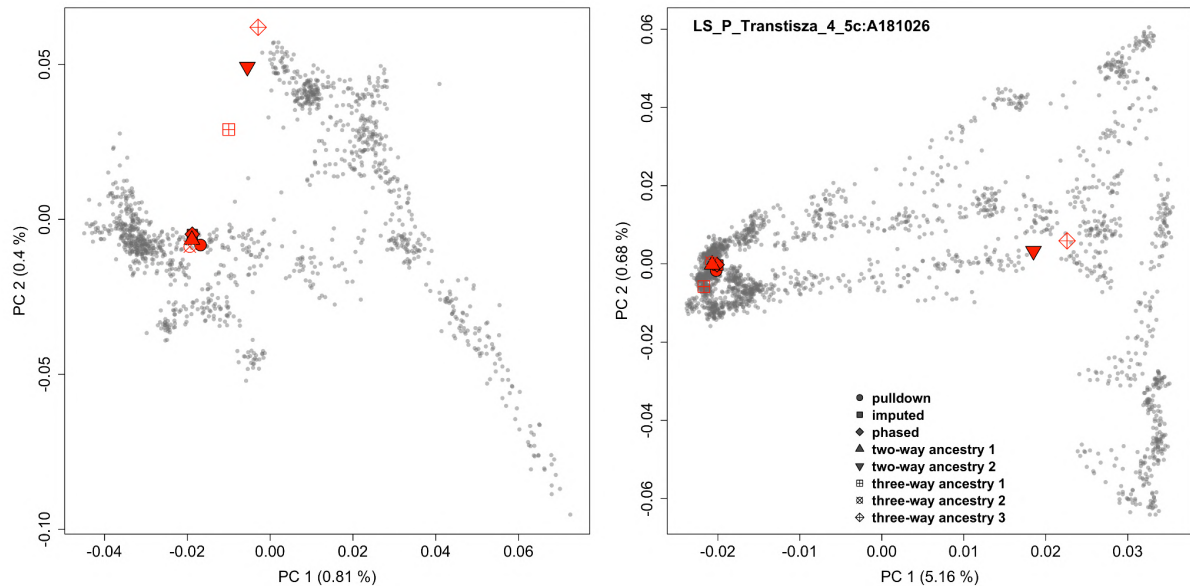 0.05
0.00
-0.05
-0.10
PC 2 (0.4 %)
-0.04
-0.02
0.00
0.02
0.04
0.06
PC 1 (0.81 %)
LS_P_Transtisza_4_5c:A181026
0.06
0.04
0.02
0.00
-0.02
-0.04
-0.06
PC 2 (0.68 %)
pulldown
imputed
phased
two-way ancestry 1
two-way ancestry 2
three-way ancestry 1
three-way ancestry 2
three-way ancestry 3
-0.02
-0.01
0.00
0.01
0.02
0.03
PC 1 (5.16 %)